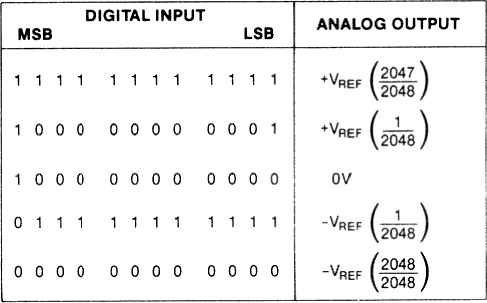 DIGITAL INPUT
MSB LSB
ANALOG OUTPUT
1 1 1 1 1 1 1 1 1 1 1 1 +VREF (2047/2048)
1 0 0 0 0 0 0 0 0 0 0 1 +VREF (1/2048)
1 0 0 0 0 0 0 0 0 0 0 0 0V
0 1 1 1 1 1 1 1 1 1 1 1 -VREF (1/2048)
0 0 0 0 0 0 0 0 0 0 0 0 -VREF (2048/2048)